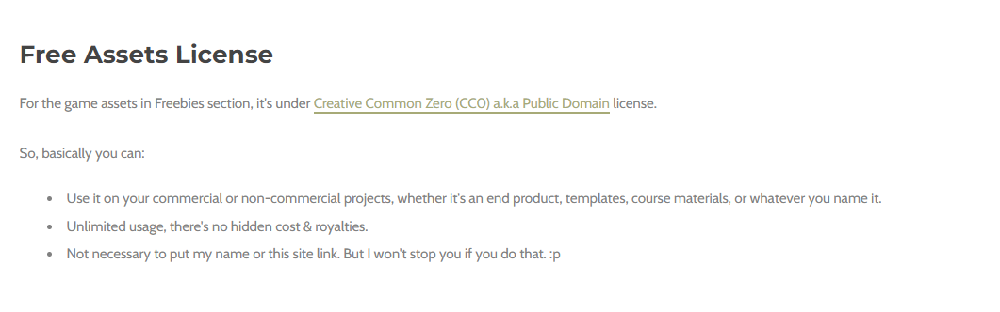 Free Assets License
For the game assets in Freebies section, it's under Creative Common Zero (CC0) a.k.a Public Domain license.
So, basically you can:
• Use it on your commercial or non-commercial projects, whether it's an end product, templates, course materials, or whatever you name it.
• Unlimited usage, there's no hidden cost & royalties.
• Not necessary to put my name or this site link. But I won't stop you if you do that. :p